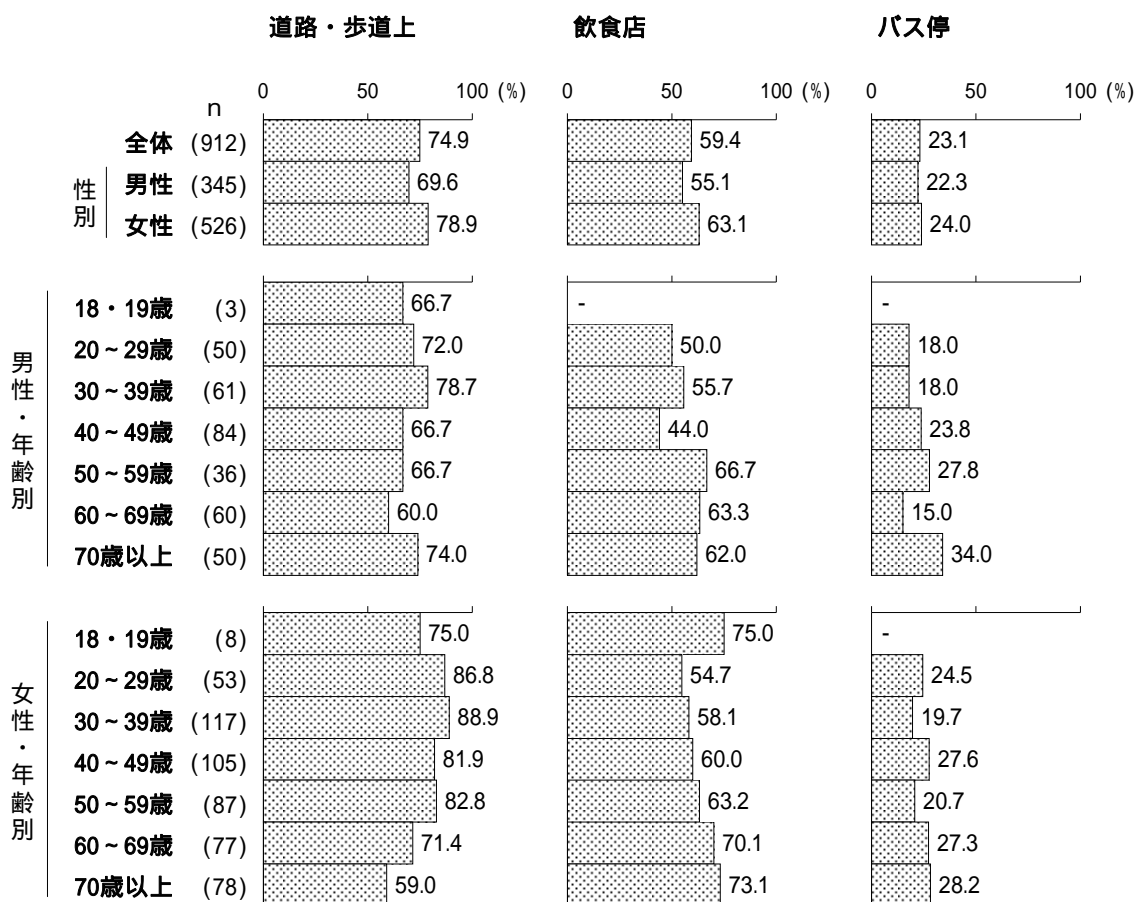 道路・歩道上 飲食店 バス停
n 0 50 100 (%) 0 50 100 (%) 0 50 100 (%)
全体 (912) 74.9 59.4 23.1
性別
男性 (345) 69.6 55.1 22.3
女性 (526) 78.9 63.1 24.0
男性・年齢別
18・19歳 (3) 66.7 - -
20~29歳 (50) 72.0 50.0 18.0
30~39歳 (61) 78.7 55.7 18.0
40~49歳 (84) 66.7 44.0 23.8
50~59歳 (36) 66.7 66.7 27.8
60~69歳 (60) 60.0 63.3 15.0
70歳以上 (50) 74.0 62.0 34.0
女性・年齢別
18・19歳 (8) 75.0 75.0 -
20~29歳 (53) 86.8 54.7 24.5
30~39歳 (117) 88.9 58.1 19.7
40~49歳 (105) 81.9 60.0 27.6
50~59歳 (87) 82.8 63.2 20.7
60~69歳 (77) 71.4 70.1 27.3
70歳以上 (78) 59.0 73.1 28.2